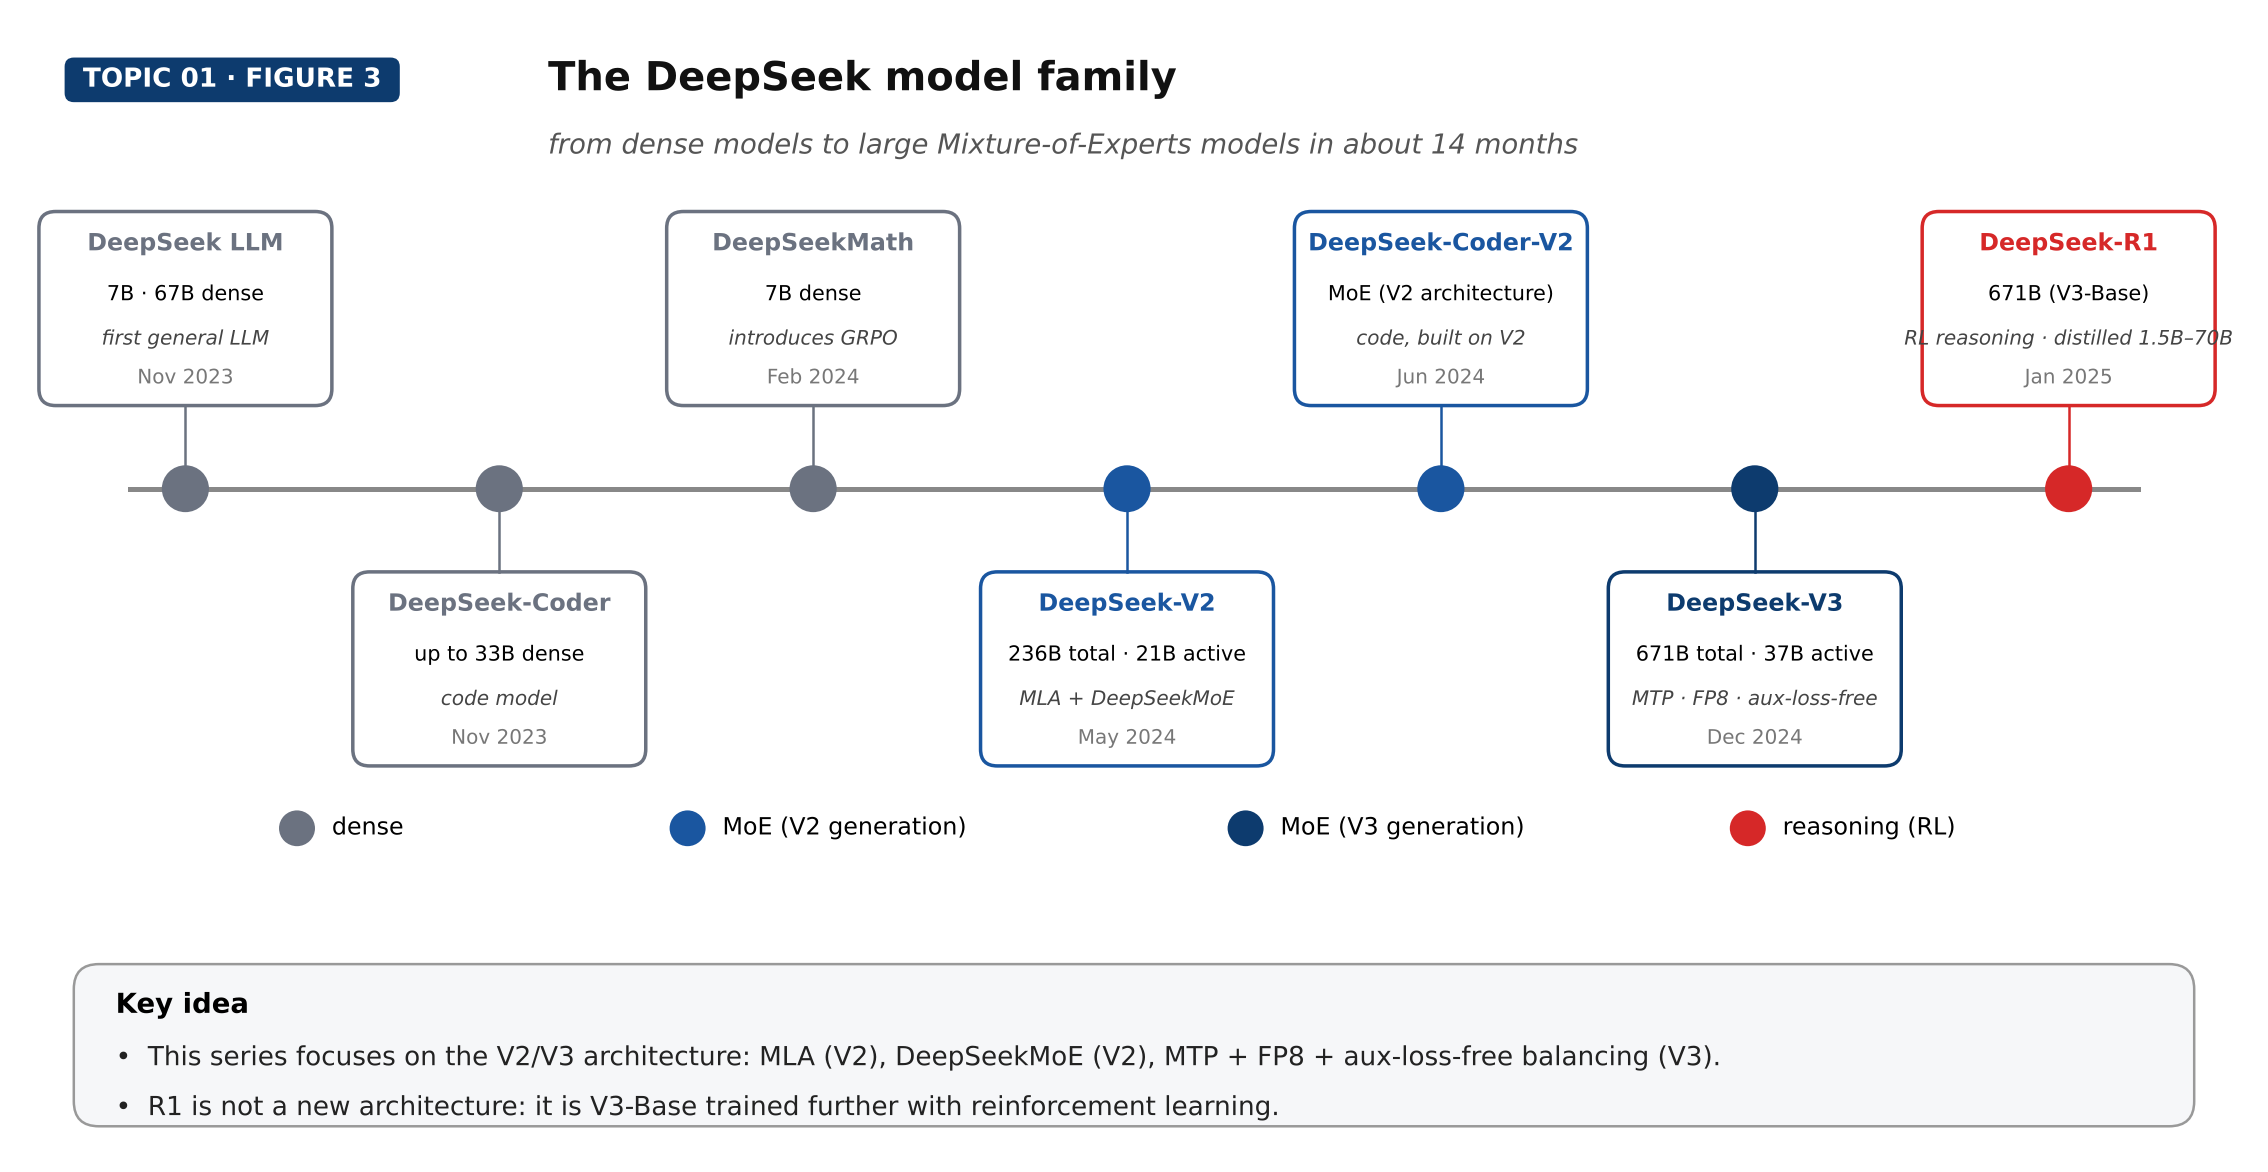 TOPIC 01 · FIGURE 3
The DeepSeek model family
from dense models to large Mixture-of-Experts models in about 14 months
DeepSeek LLM
7B · 67B dense
first general LLM
Nov 2023
DeepSeekMath
7B dense
introduces GRPO
Feb 2024
DeepSeek-Coder-V2
MoE (V2 architecture)
code, built on V2
Jun 2024
DeepSeek-R1
671B (V3-Base)
RL reasoning · distilled 1.5B–70B
Jan 2025
DeepSeek-Coder
up to 33B dense
code model
Nov 2023
DeepSeek-V2
236B total · 21B active
MLA + DeepSeekMoE
May 2024
DeepSeek-V3
671B total · 37B active
MTP · FP8 · aux-loss-free
Dec 2024
dense
MoE (V2 generation)
MoE (V3 generation)
reasoning (RL)
Key idea
• This series focuses on the V2/V3 architecture: MLA (V2), DeepSeekMoE (V2), MTP + FP8 + aux-loss-free balancing (V3).
• R1 is not a new architecture: it is V3-Base trained further with reinforcement learning.